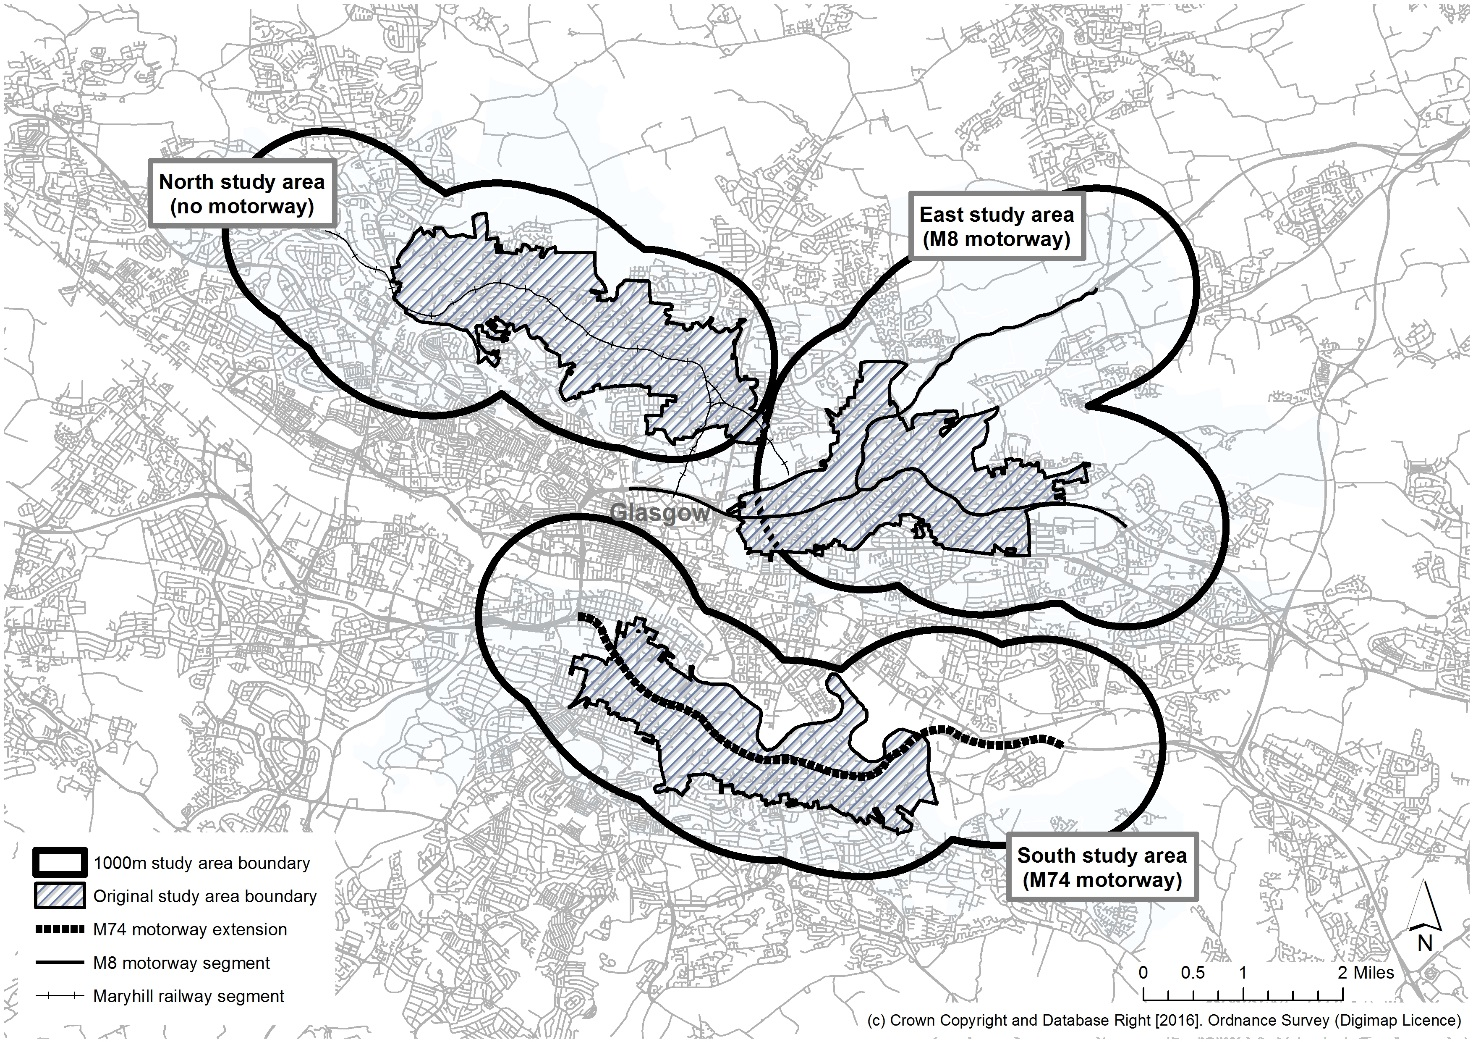 North study area
(no motorway)
East study area
(M8 motorway)
Glasgow
South study area
(M74 motorway)
1000m study area boundary
Original study area boundary
M74 motorway extension
M8 motorway segment
Maryhill railway segment
N
0 0.5 1 2 Miles
(c) Crown Copyright and Database Right [2016]. Ordnance Survey (Digimap Licence)